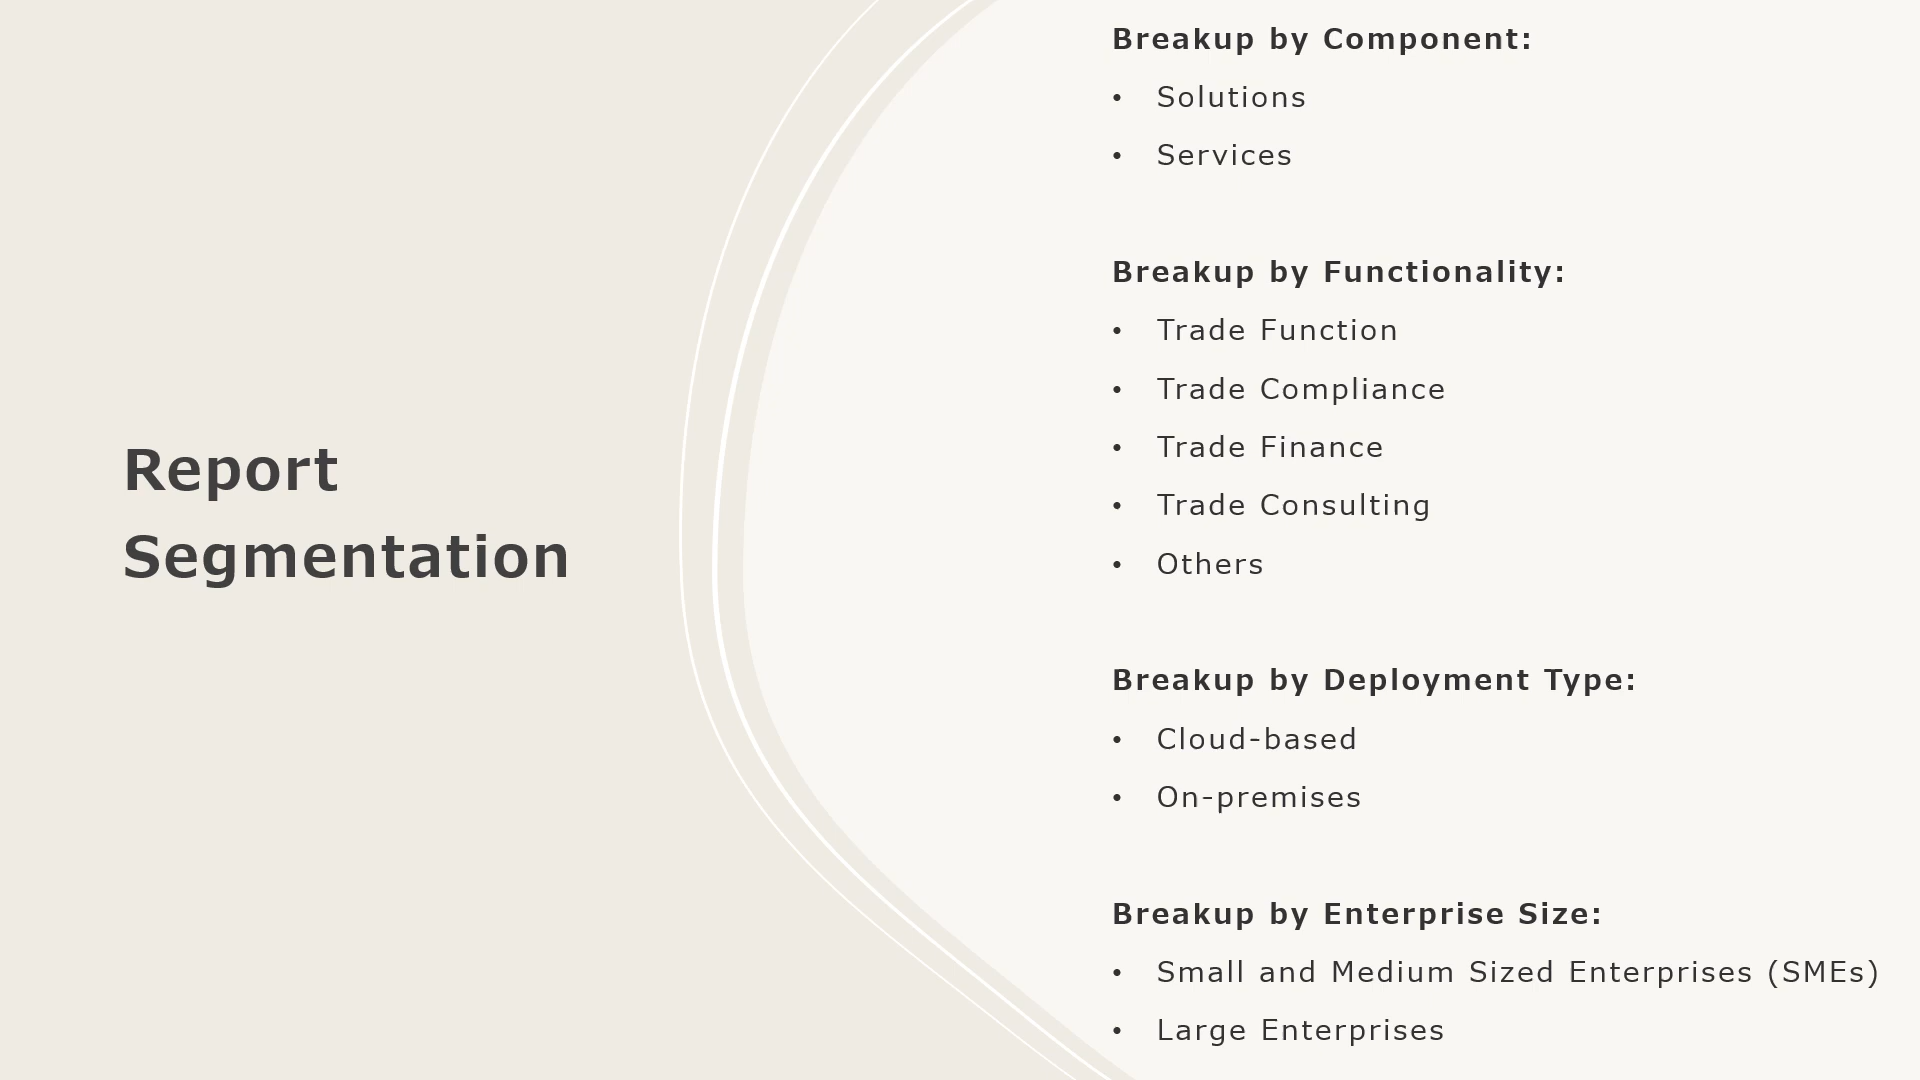 Report
Segmentation
Breakup by Component:
• Solutions
• Services
Breakup by Functionality:
• Trade Function
• Trade Compliance
• Trade Finance
• Trade Consulting
• Others
Breakup by Deployment Type:
• Cloud-based
• On-premises
Breakup by Enterprise Size:
• Small and Medium Sized Enterprises (SMEs)
• Large Enterprises